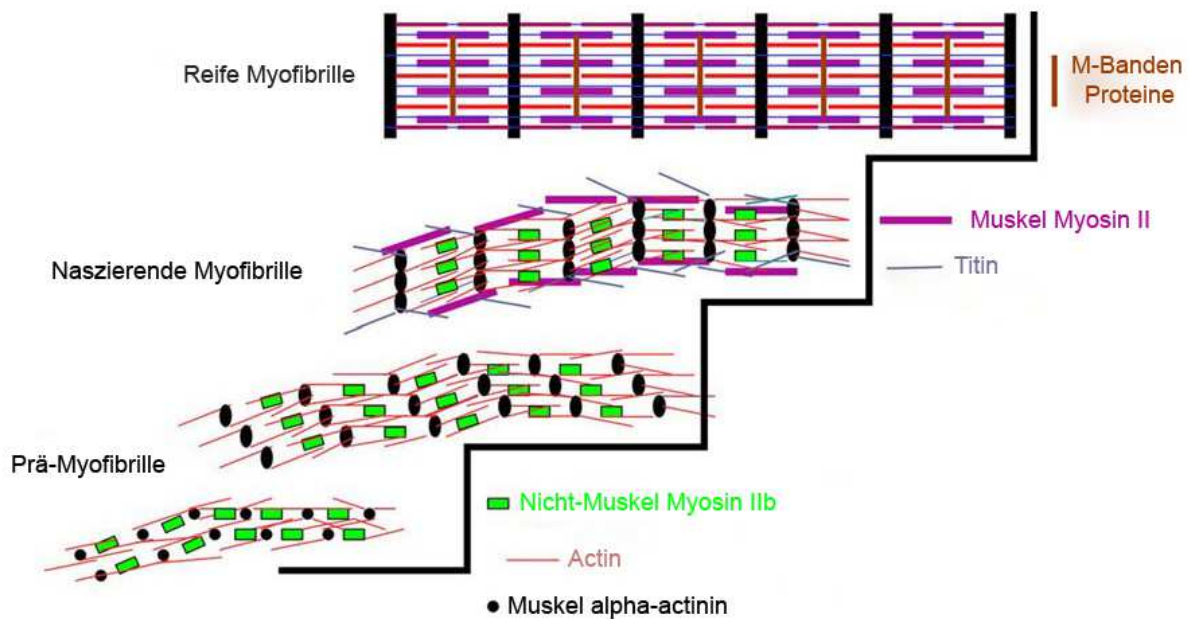 Reife Myofibrille
M-Banden
Proteine
Muskel Myosin II
Naszierende Myofibrille
Titin
Prä-Myofibrille
Nicht-Muskel Myosin IIb
Actin
Muskel alpha-actinin